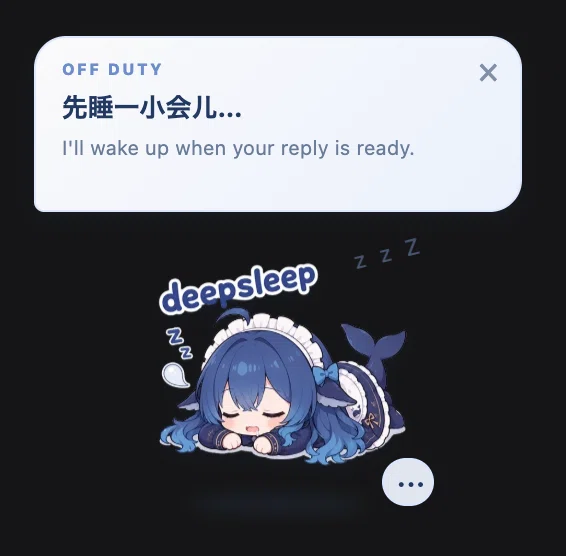 OFF DUTY
先睡一小会儿...
I'll wake up when your reply is ready.
z z Z
deepsleep
z
z